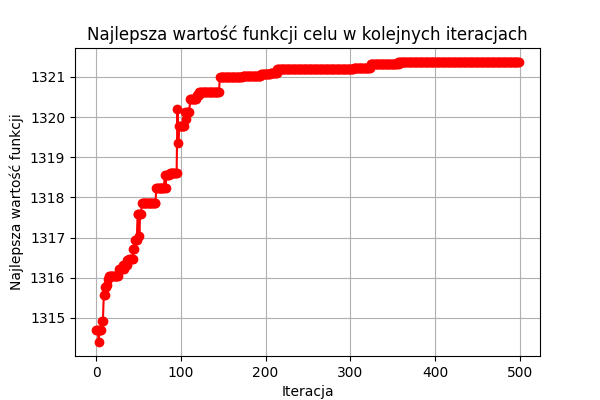 Najlepsza wartość funkcji celu w kolejnych iteracjach
Najlepsza wartość funkcji
1321
1320
1319
1318
1317
1316
1315
0 100 200 300 400 500
Iteracja